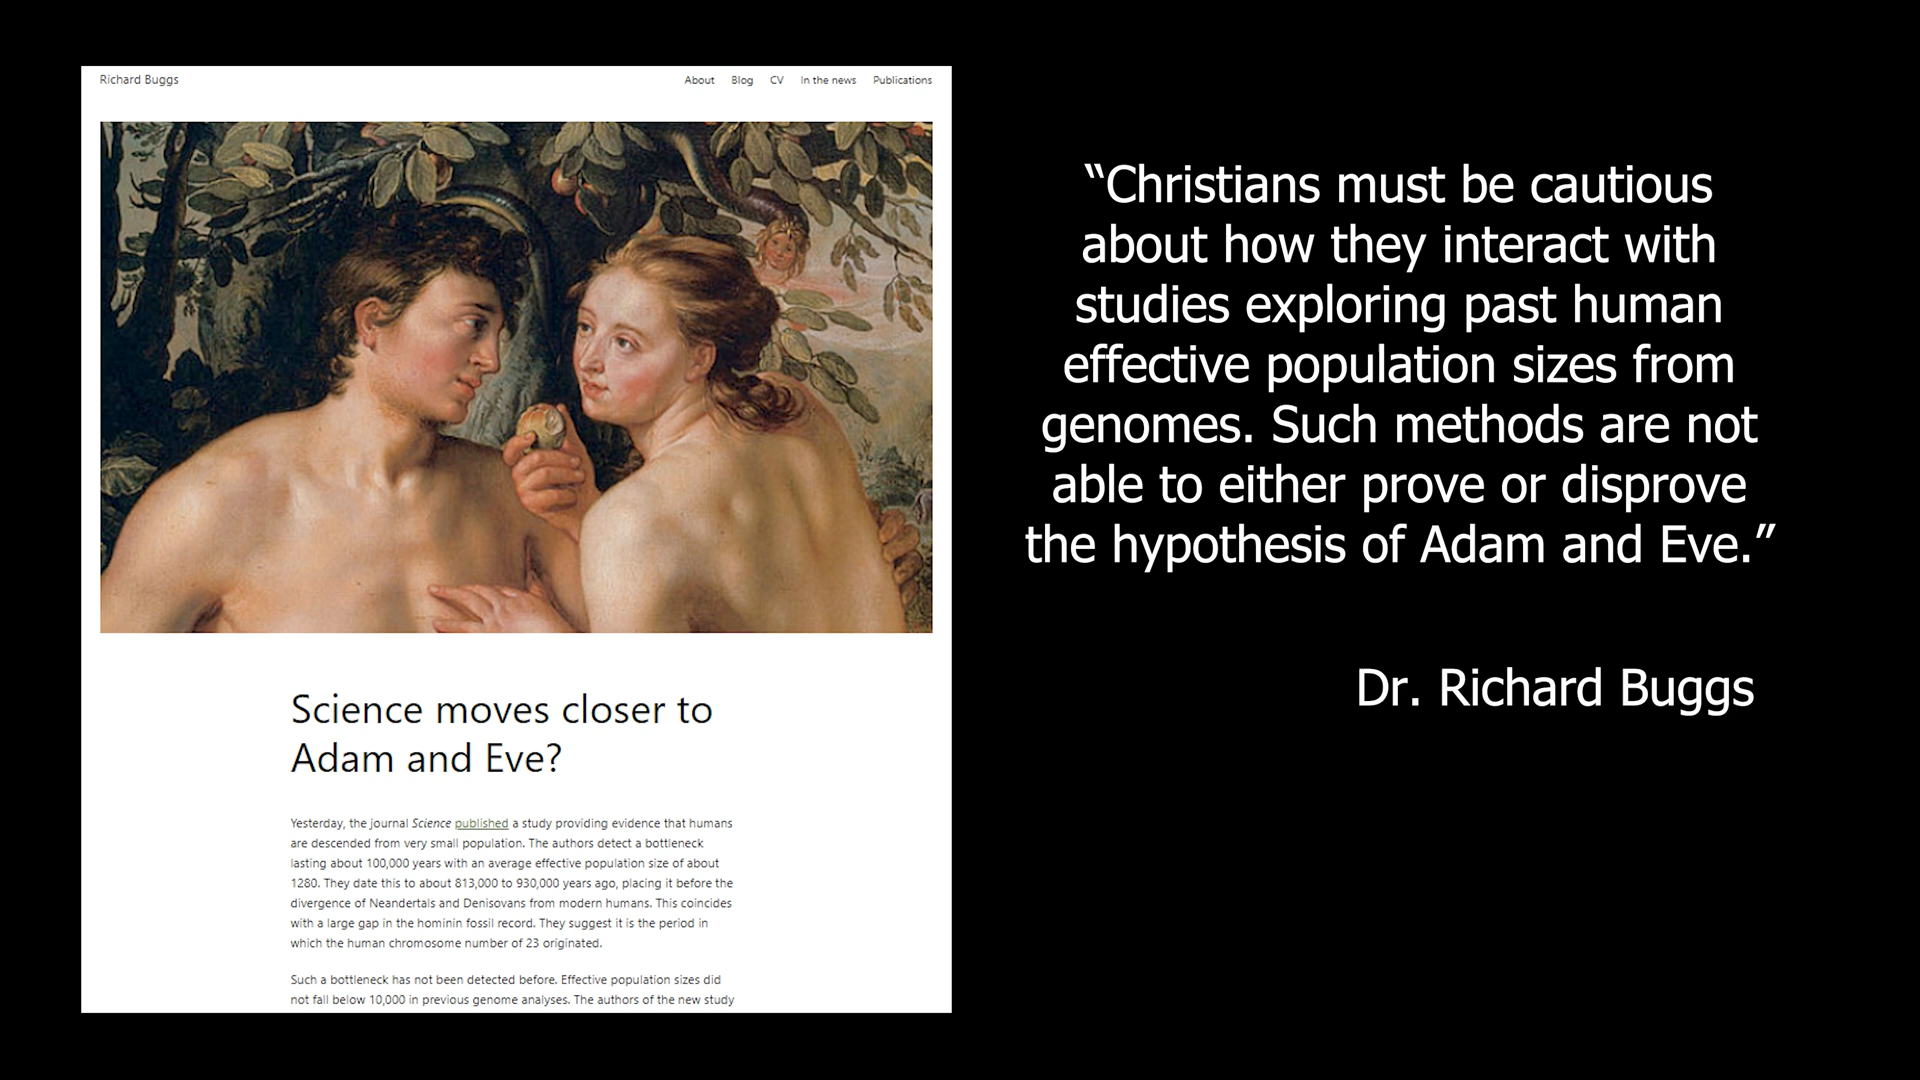 Richard Buggs
About Blog CV In the news Publications
Science moves closer to
Adam and Eve?
Yesterday, the journal Science published a study providing evidence that humans
are descended from very small population. The authors detect a bottleneck
lasting about 100,000 years with an average effective population size of about
1280. They date this to about 813,000 to 930,000 years ago, placing it before the
divergence of Neandertals and Denisovans from modern humans. This coincides
with a large gap in the hominin fossil record. They suggest it is the period in
which the human chromosome number of 23 originated.
Such a bottleneck has not been detected before. Effective population sizes did
not fall below 10,000 in previous genome analyses. The authors of the new study
“Christians must be cautious
about how they interact with
studies exploring past human
effective population sizes from
genomes. Such methods are not
able to either prove or disprove
the hypothesis of Adam and Eve.”
Dr. Richard Buggs